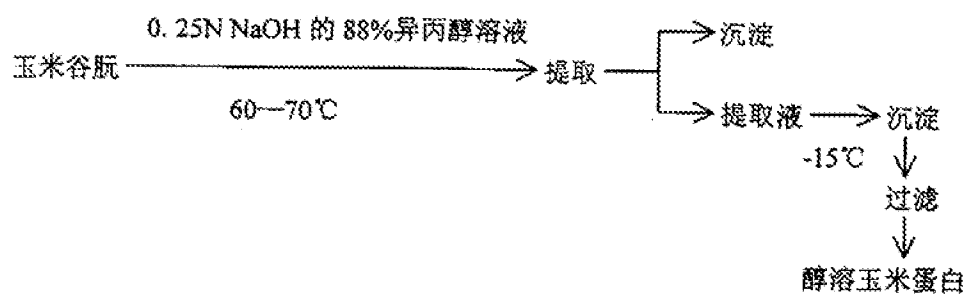 0. 25N NaOH 的 88%异丙醇溶液
玉米谷朊
提取
沉淀
60—70℃
提取液
沉淀
-15℃
过滤
醇溶玉米蛋白